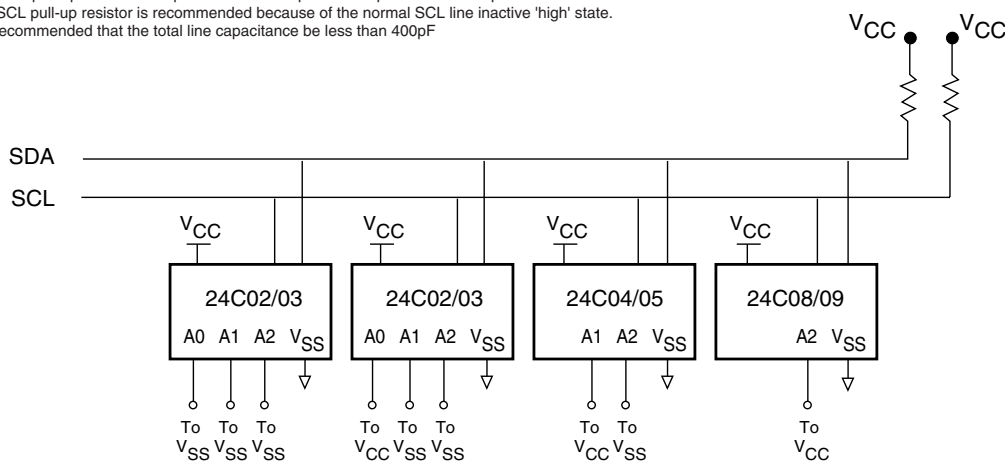 SCL pull-up resistor is recommended because of the normal SCL line inactive 'high' state.
ecommended that the total line capacitance be less than 400pF
VCC VCC
SDA
SCL
VCC VCC VCC VCC
24C02/03 24C02/03 24C04/05 24C08/09
A0 A1 A2 VSS A0 A1 A2 VSS A1 A2 VSS A2 VSS
To To To To To To To To To
VSS VSS VSS VCC VSS VSS VCC VSS VCC